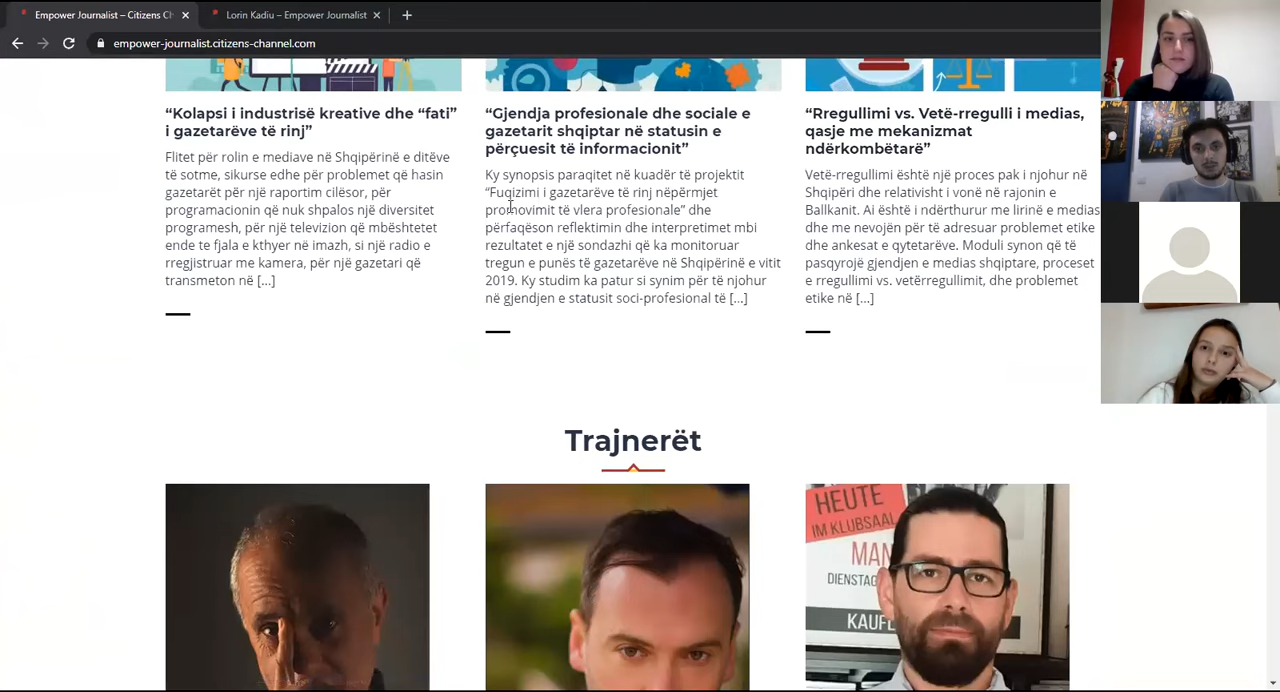 Empower Journalist – Citizens Ch
Lorin Kadiu – Empower Journalist
empower-journalist.citizens-channel.com
“Kolapsi i industrisë kreative dhe “fati”
i gazetarëve të rinj”
Flitet për rolin e mediave në Shqipërinë e ditëve
të sotme, sikurse edhe për problemet që hasin
gazetarët për një raportim cilësor, për
programacionin që nuk shpalos një diversitet
programesh, për një televizion që mbështetet
ende te fjala e kthyer në imazh, si një radio e
rregjistruar me kamera, për një gazetari që
transmeton në [...]
“Gjendja profesionale dhe sociale e
gazetarit shqiptar në statusin e
përçuesit të informacionit”
Ky synopsis paraqitet në kuadër të projektit
“Fuqizimi i gazetarëve të rinj nëpërmjet
promovimit të vlera profesionale” dhe
përfaqëson reflektimin dhe interpretimet mbi
rezultatet e një sondazhi që ka monitoruar
tregun e punës të gazetarëve në Shqipërinë e vitit
2019. Ky studim ka patur si synim për të njohur
në gjendjen e statusit soci-profesional të [...]
“Rregullimi vs. Vetë-rregulli i medias,
qasje me mekanizmat
ndërkombëtarë”
Vetë-rregullimi është një proces pak i njohur në
Shqipëri dhe relativisht i vonë në rajonin e
Ballkanit. Ai është i ndërthurur me lirinë e medias
dhe me nevojën për të adresuar problemet etike
dhe ankesat e qytetarëve. Moduli synon që të
pasqyrojë gjendjen e medias shqiptare, proceset
e rregullimi vs. vetërregullimit, dhe problemet
etike në [...]
Trajnerët
HEUTE
IM KLUBSAAL
MAN
DIENSTAG
KAUFL